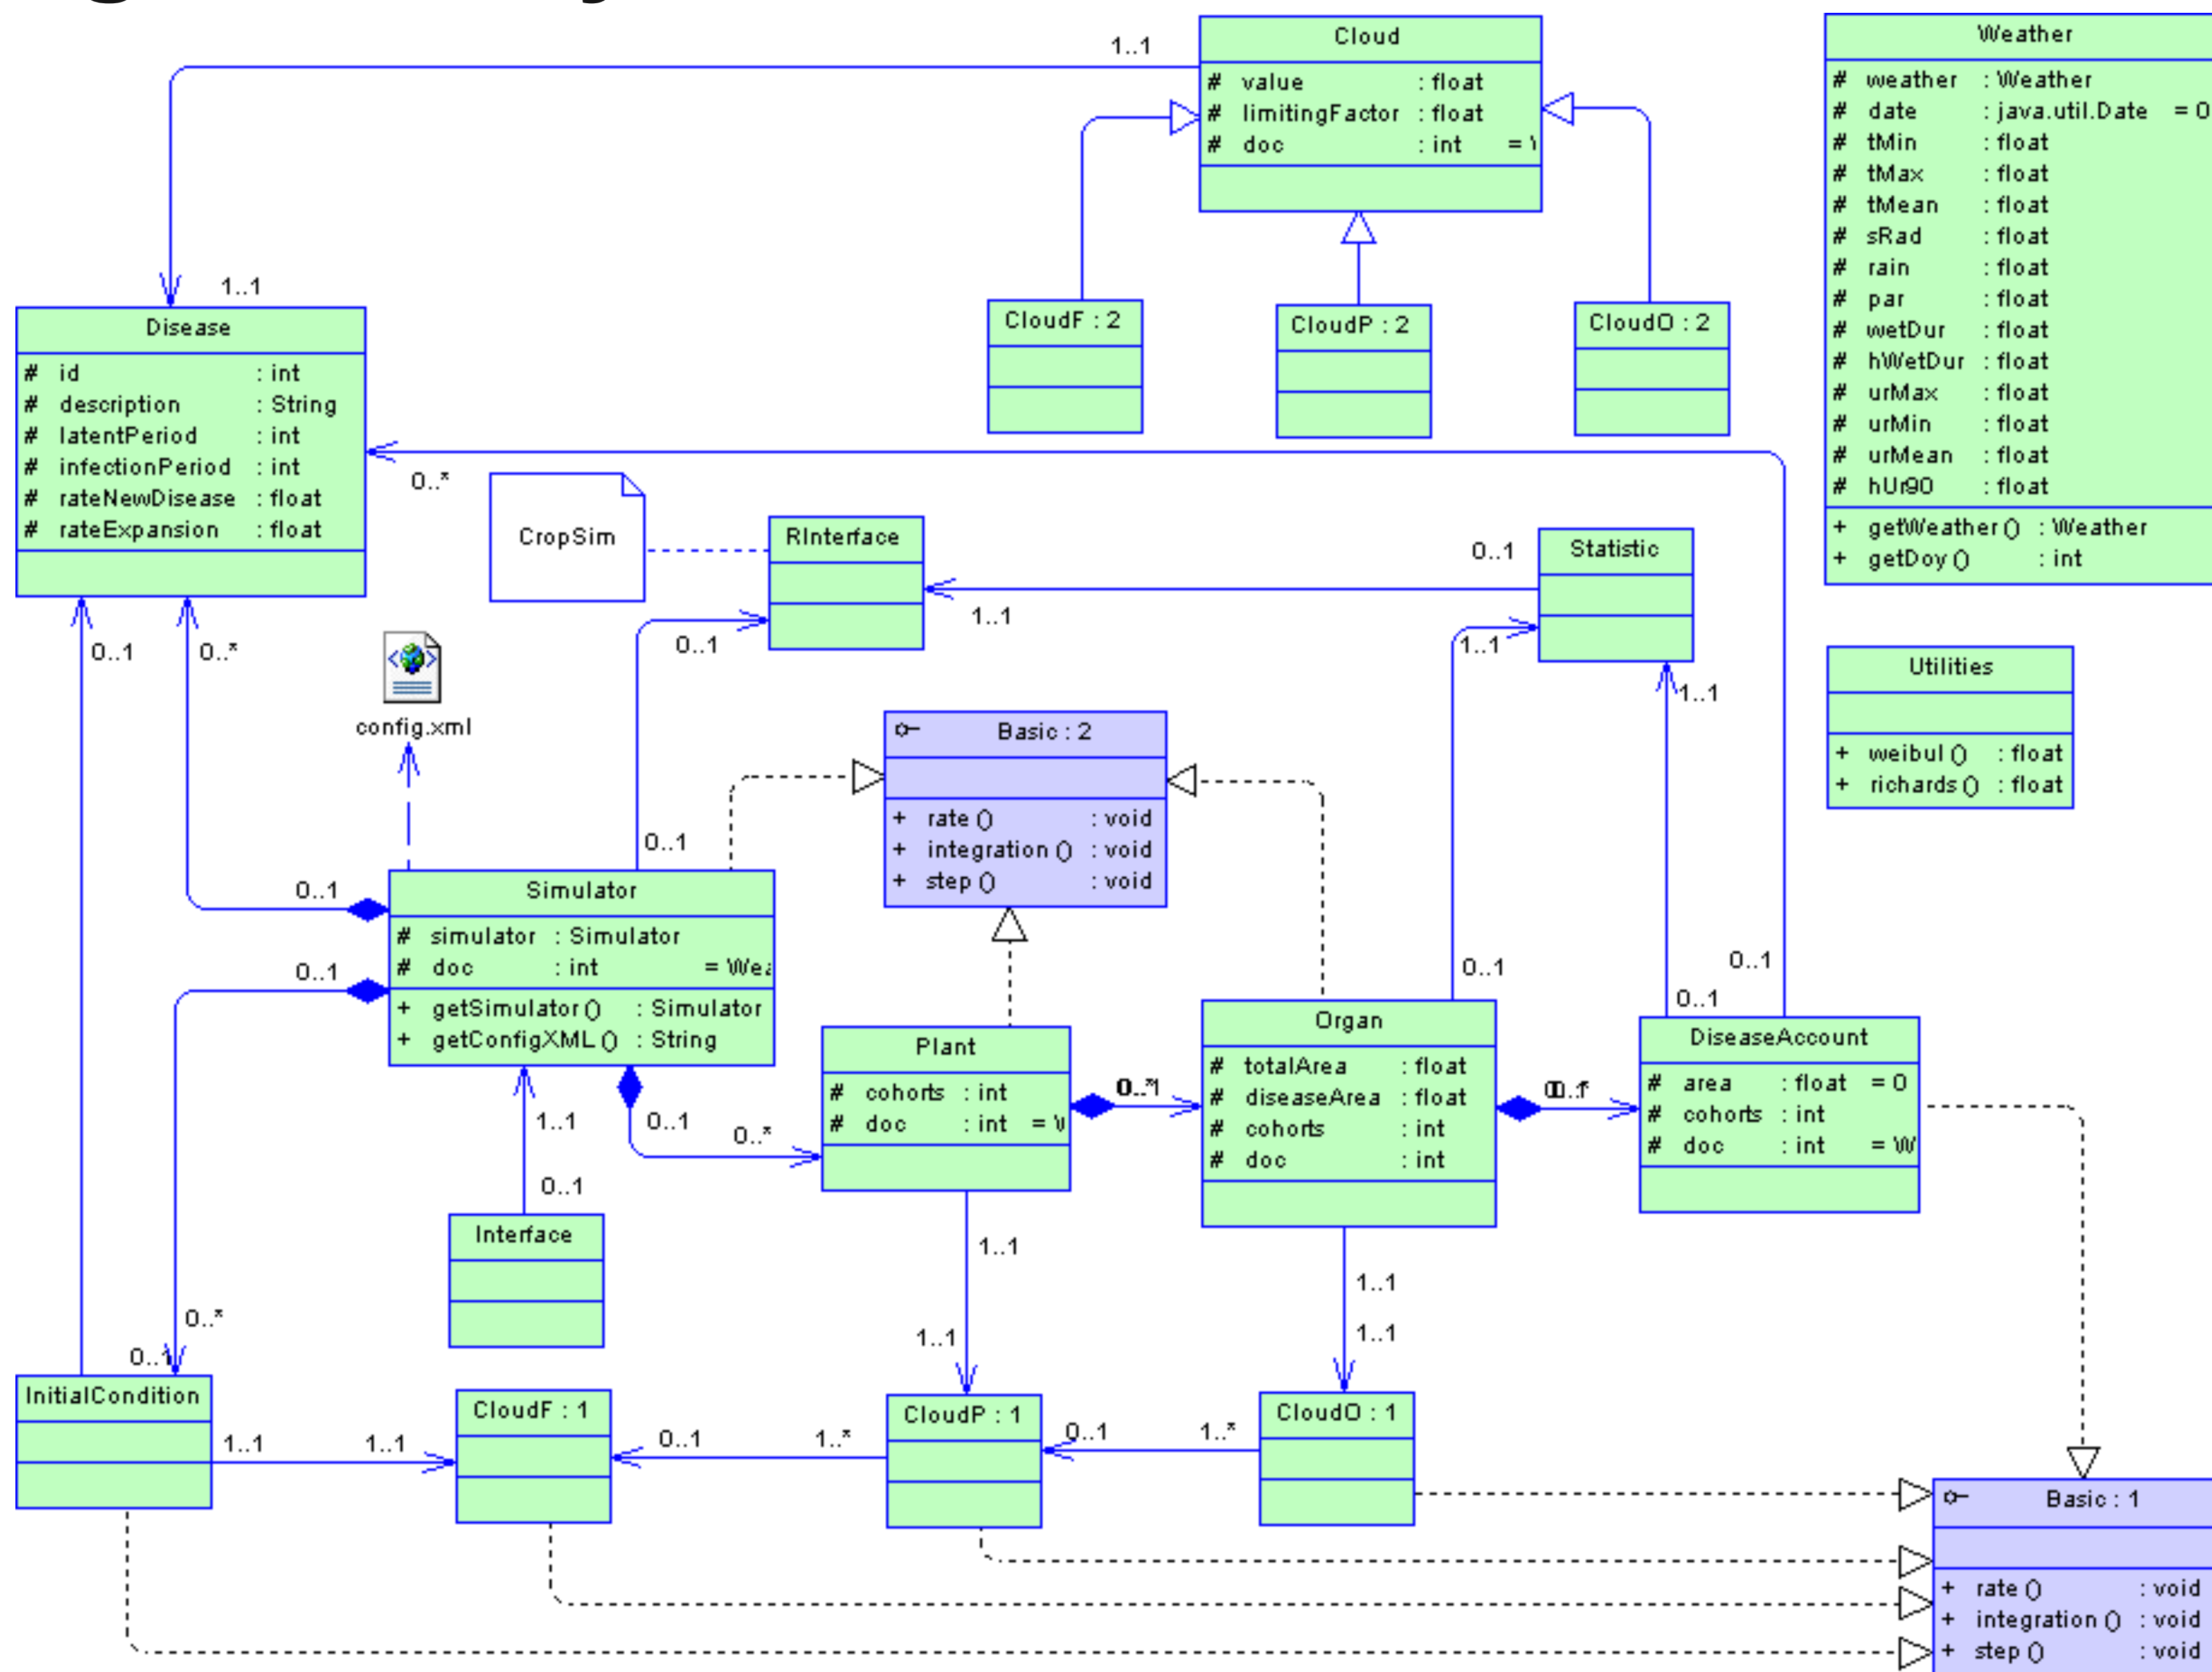 Cloud
# value : float
# limitingFactor : float
# doc : int =
Weather
# weather : Weather
# date : java.util.Date = 0
# tMin : float
# tMax : float
# tMean : float
# sRad : float
# rain : float
# par : float
# wetDur : float
# hWetDur : float
# urMax : float
# urMin : float
# urMean : float
# hUr90 : float
+ getWeather () : Weather
+ getDoy () : int
1..1
1..1
CloudF : 2
CloudP : 2
CloudO : 2
Disease
# id : int
# description : String
# latentPeriod : int
# infectionPeriod : int
# rateNewDisease : float
# rateExpansion : float
0..*
CropSim
RInterface
Statistic
0..1
1..1
0..1
0..*
0..1
1..1
1..1
config.xml
Utilities
+ weibul () : float
+ richards () : float
Basic : 2
+ rate () : void
+ integration () : void
+ step () : void
0..1
0..1
0..1
Simulator
# simulator : Simulator
# doc : int = Wea
+ getSimulator () : Simulator
+ getConfigXML () : String
0..1
0..1
0..1
Plant
# cohorts : int
# doc : int =
Organ
# totalArea : float
# diseaseArea : float
# cohorts : int
# doc : int
DiseaseAccount
# area : float = 0
# cohorts : int
# doc : int = W
1..1
0..1
0..*
0..1
Interface
1..1
1..1
1..1
1..1
0..*
0..1
InitialCondition
1..1
1..1
CloudF : 1
0..1
1..*
CloudP : 1
0..1
1..*
CloudO : 1
Basic : 1
+ rate () : void
+ integration () : void
+ step () : void